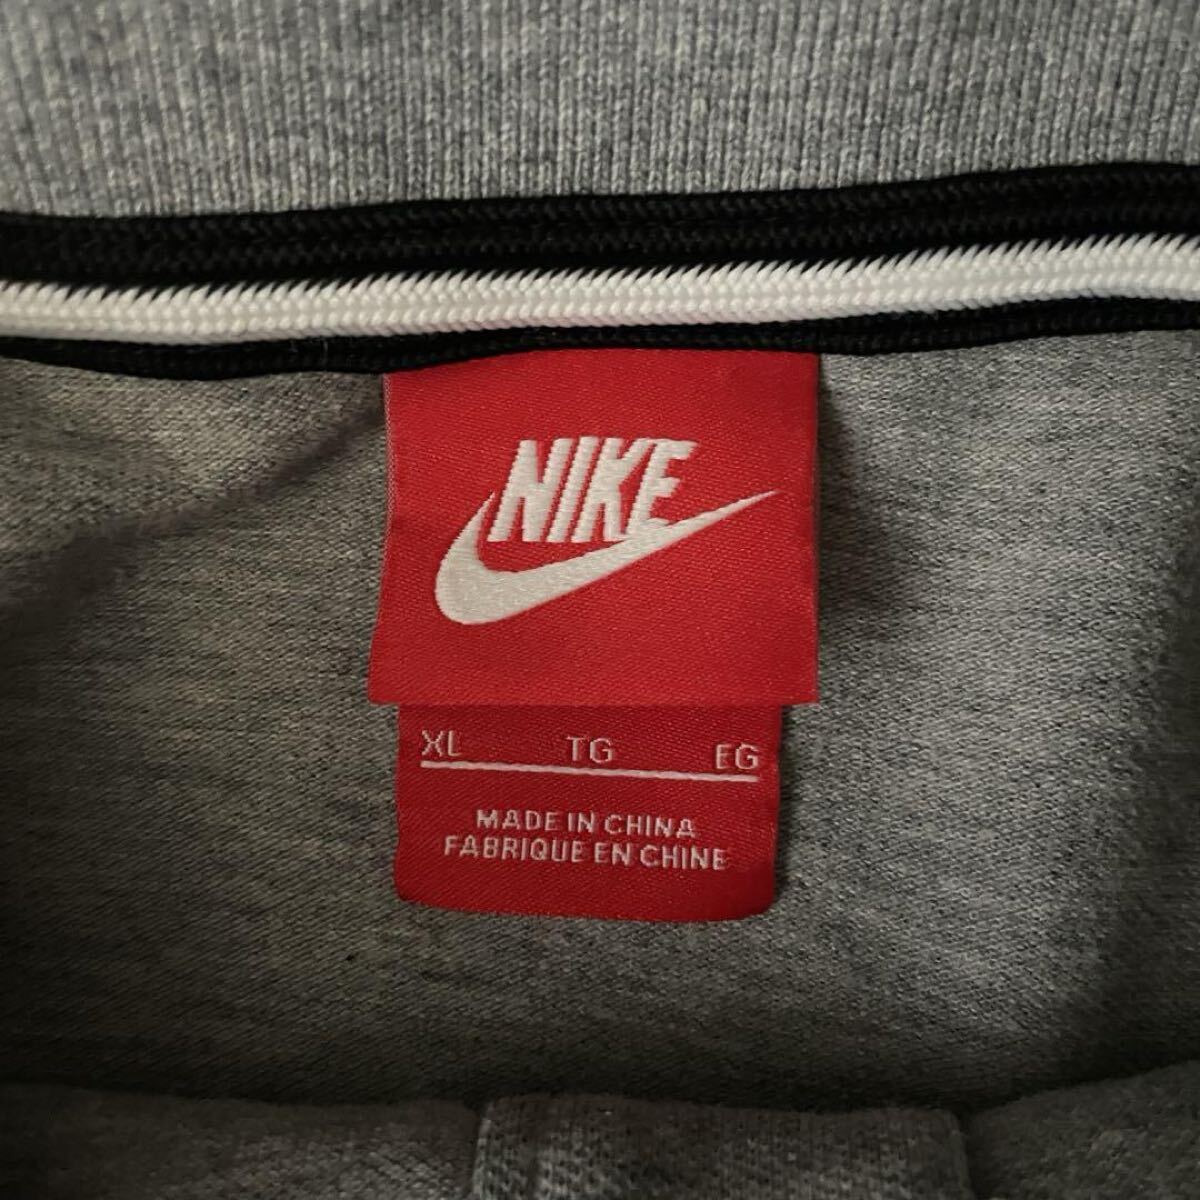 NIKE
XL TG EG
MADE IN CHINA
FABRIQUE EN CHINE